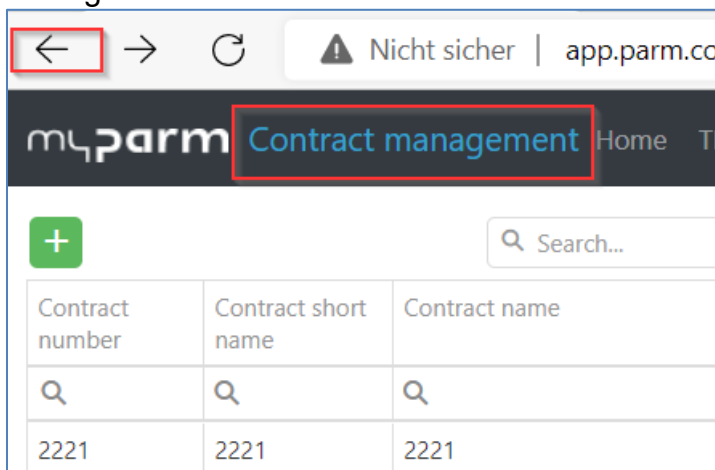 Nicht sicher | app.parm.co
myparm Contract management Home
Search...
Contract number
Contract short name
Contract name
2221 2221 2221